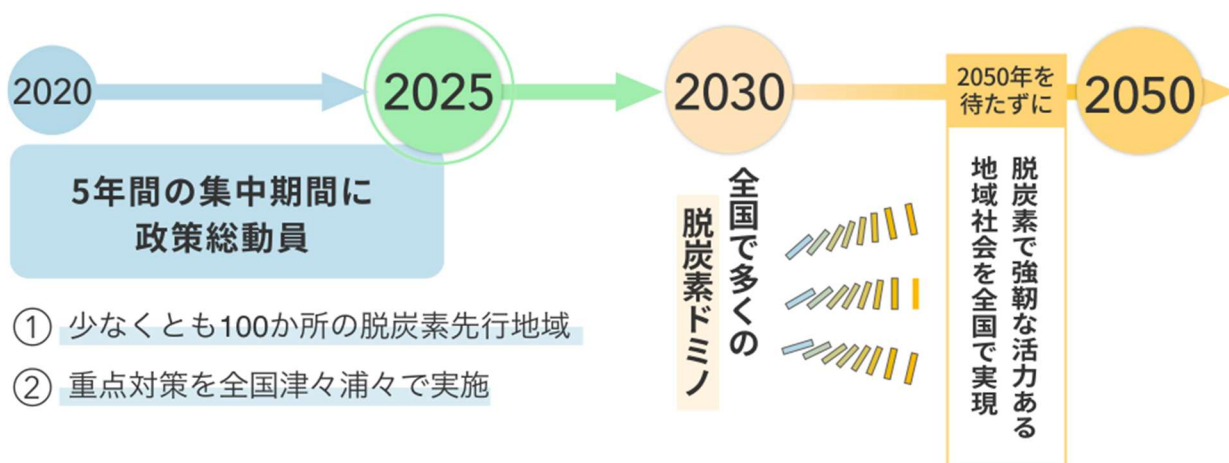 2020
2025
2030
2050年を
待たずに
2050
5年間の集中期間に
政策総動員
① 少なくとも100か所の脱炭素先行地域
② 重点対策を全国津々浦々で実施
全国で多くの
脱炭素ドミノ
脱炭素で強靭な活力ある
地域社会を全国で実現